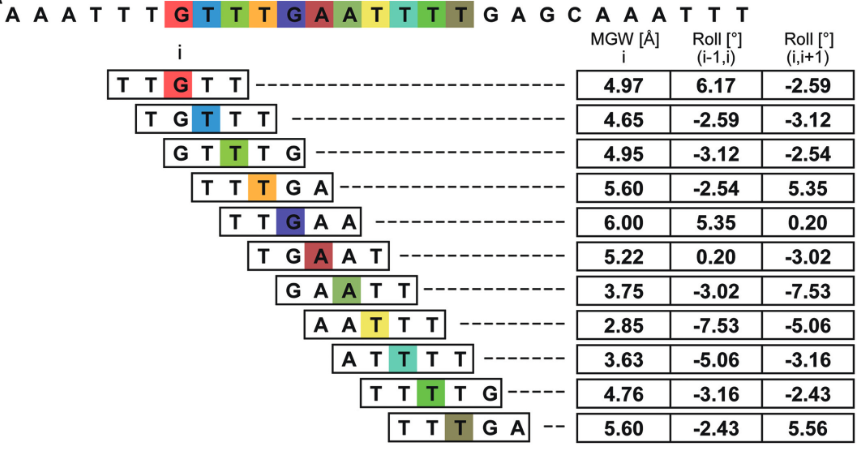 A A A T T T G T T T G A A T T T T G A G C A A A T T T
MGW [Å] Roll [°] Roll [°]
i i (i-1,i) (i,i+1)
T T G T T 4.97 6.17 -2.59
T G T T T 4.65 -2.59 -3.12
G T T T G 4.95 -3.12 -2.54
T T T G A 5.60 -2.54 5.35
T T G A A 6.00 5.35 0.20
T G A A T 5.22 0.20 -3.02
G A A T T 3.75 -3.02 -7.53
A A T T T 2.85 -7.53 -5.06
A T T T T 3.63 -5.06 -3.16
T T T T G 4.76 -3.16 -2.43
T T T G A 5.60 -2.43 5.56